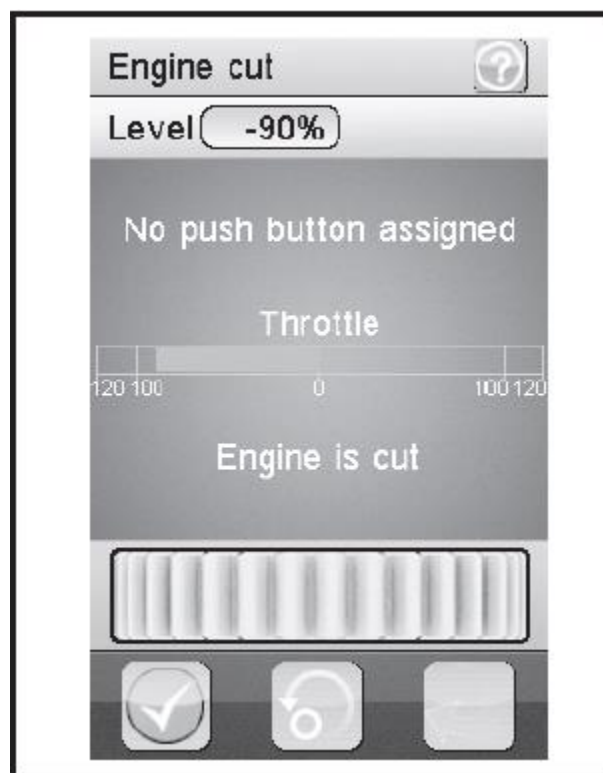 Engine cut ?
Level -90%
No push button assigned
Throttle
120 100 0 100 120
Engine is cut